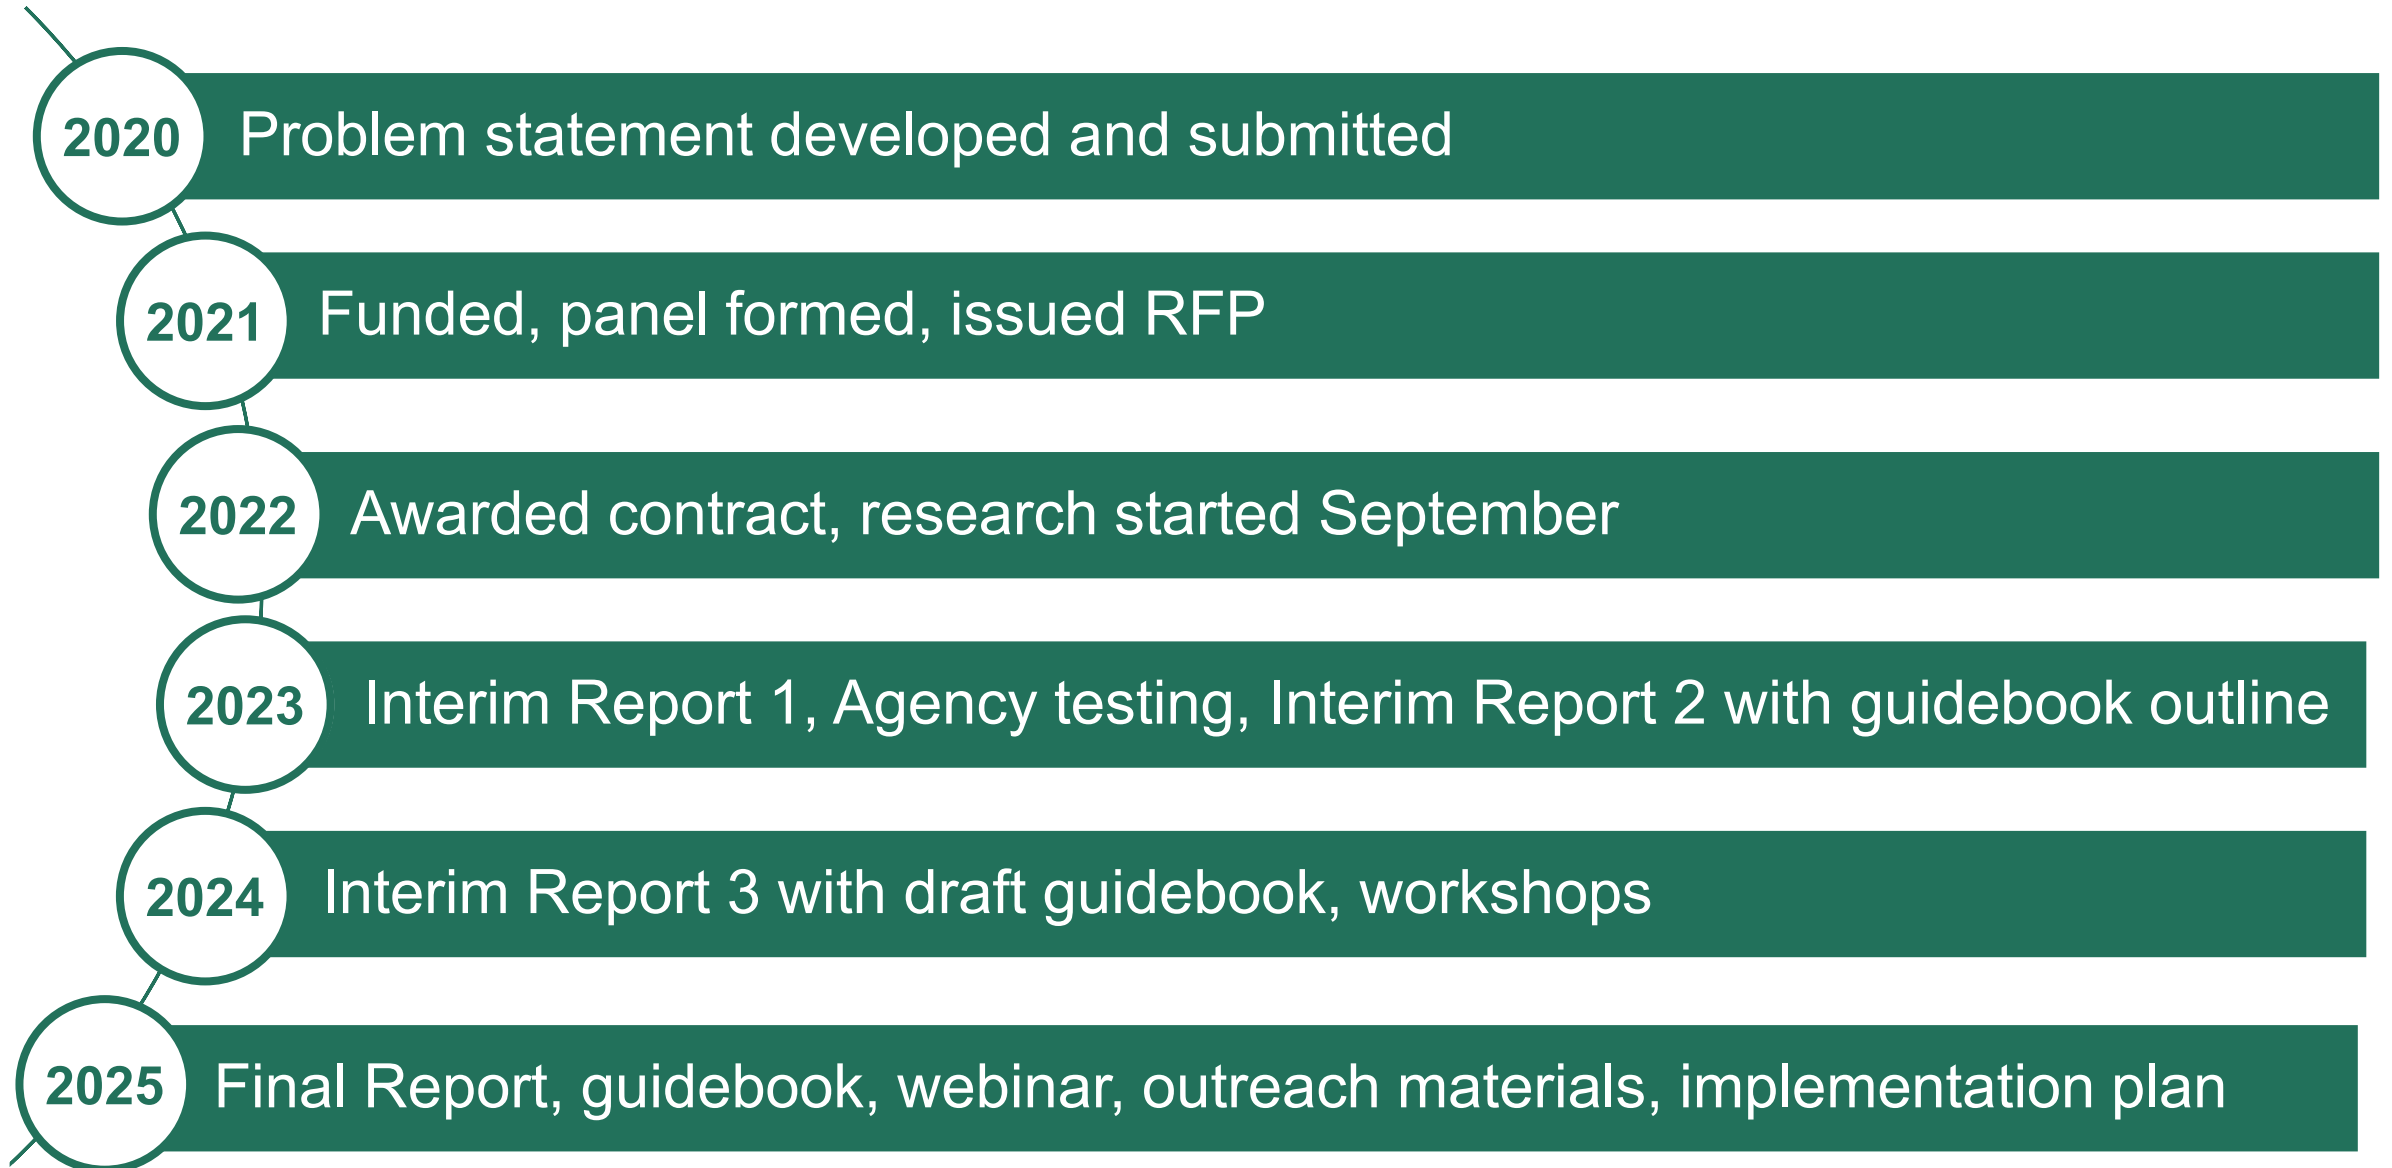 2020 Problem statement developed and submitted
2021 Funded, panel formed, issued RFP
2022 Awarded contract, research started September
2023 Interim Report 1, Agency testing, Interim Report 2 with guidebook outline
2024 Interim Report 3 with draft guidebook, workshops
2025 Final Report, guidebook, webinar, outreach materials, implementation plan